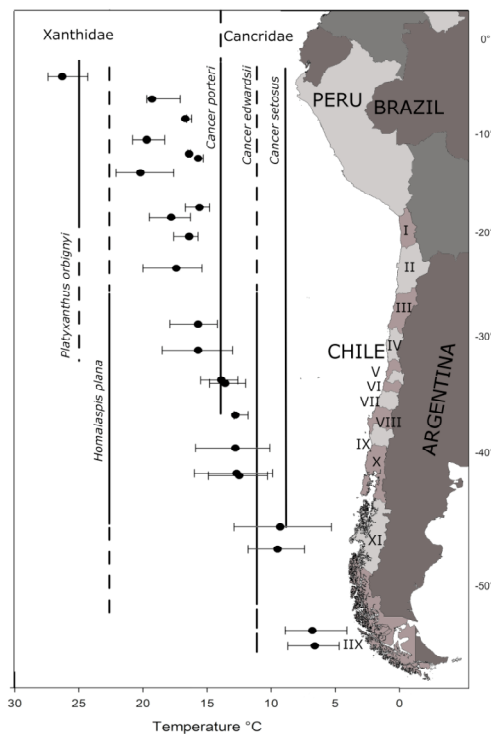 Xanthidae
Cancridae
0°
PERU
BRAZIL
-10°
Platyxanthus orbignyi
Homalaspis plana
Cancer porteri
Cancer edwardsii
Cancer setosus
I
-20°
II
III
-30°
CHILE
IV
V
VI
VII
VIII
ARGENTINA
IX
X
-40°
XI
-50°
IIX
30
25
20
15
10
5
0
Temperature °C